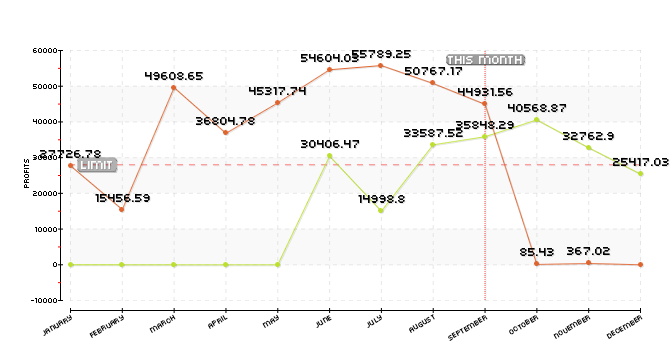 60000
50000
40000
30000
20000
10000
0
-10000
PROFITS
27726.78
15456.59
49608.65
36804.78
45317.74
54604.03
55789.25
50767.17
44931.56
85.43
367.02
30406.47
14998.8
33587.52
35848.29
40568.87
32762.9
25417.03
LIMIT
THIS MONTH
JANUARY
FEBRUARY
MARCH
APRIL
MAY
JUNE
JULY
AUGUST
SEPTEMBER
OCTOBER
NOVEMBER
DECEMBER